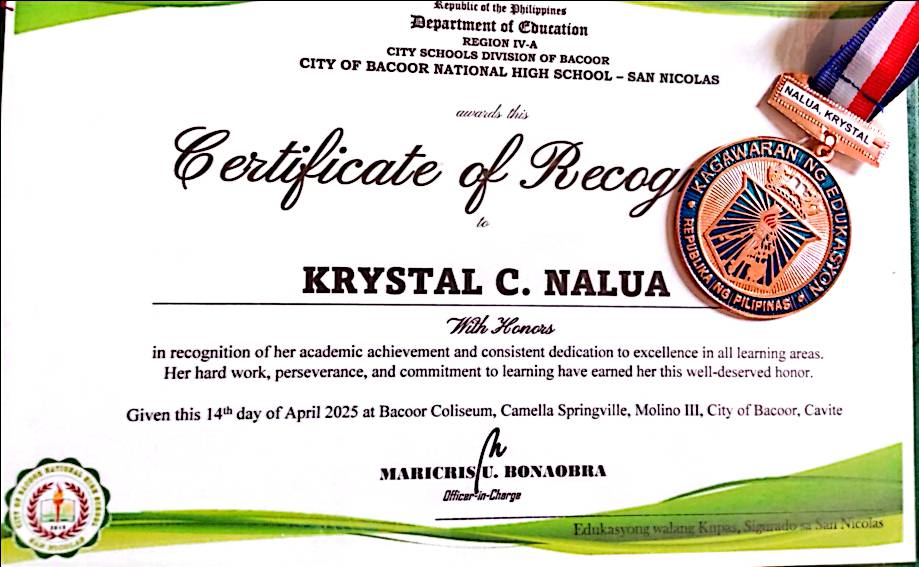 Republic of the Philippines
Department of Education
REGION IV-A
CITY SCHOOLS DIVISION OF BACOOR
CITY OF BACOOR NATIONAL HIGH SCHOOL – SAN NICOLAS
awards this
Certificate of Recog
to
KRYSTAL C. NALUA
With Honors
in recognition of her academic achievement and consistent dedication to excellence in all learning areas.
Her hard work, perseverance, and commitment to learning have earned her this well-deserved honor.
Given this 14th day of April 2025 at Bacoor Coliseum, Camella Springville, Molino III, City of Bacoor, Cavite
MARICRIS U. BONAOBRA
Officer-in-Charge
Edukasyong walang Kupas, Sigurado sa San Nicolas
NALUA, KRYSTAL
KAGAWARAN NG EDUKASYON
REPUBLIKA NG PILIPINAS
CITY OF BACOOR NATIONAL HIGH SCHOOL
SAN NICOLAS